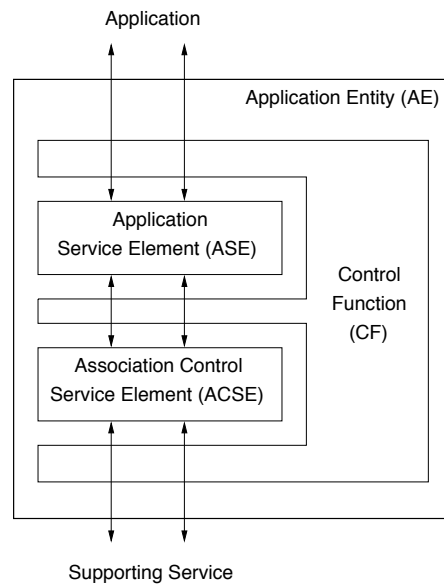 Application
Application Entity (AE)
Application
Service Element (ASE)
Control
Function
(CF)
Association Control
Service Element (ACSE)
Supporting Service